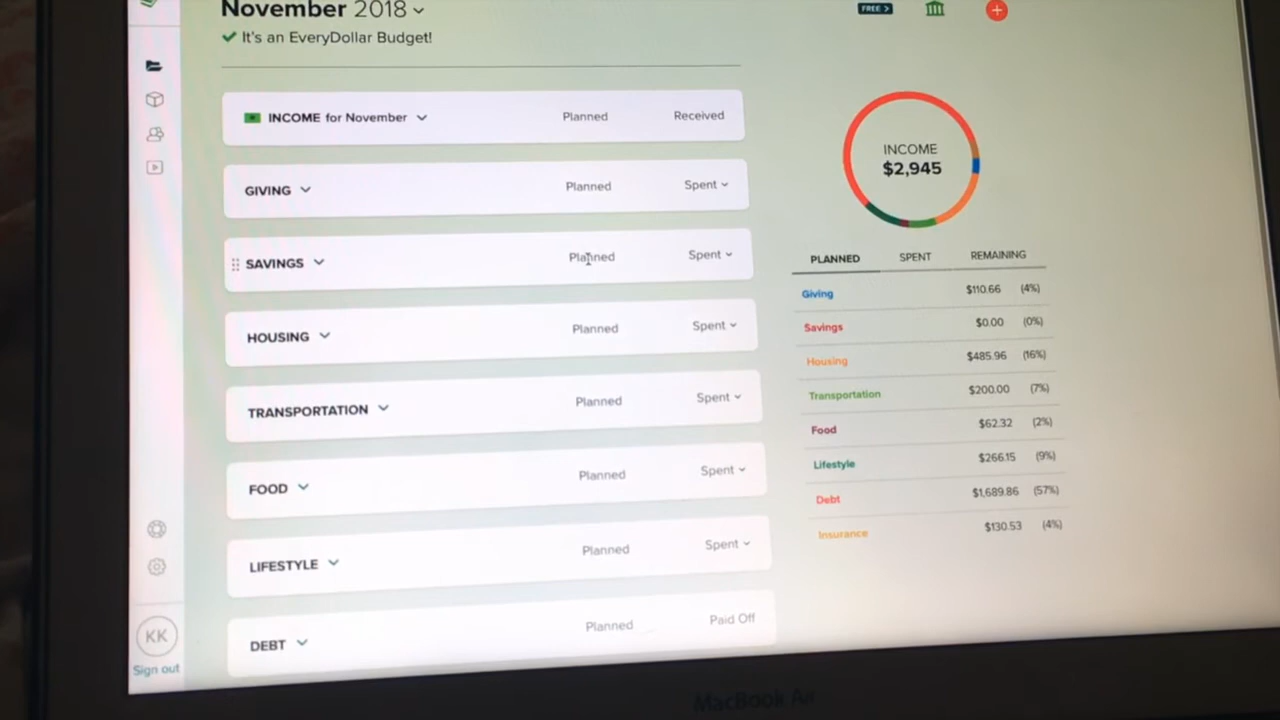 November 2018
FREE >
It's an EveryDollar Budget!
INCOME for November Planned Received
GIVING Planned Spent
SAVINGS Planned Spent
HOUSING Planned Spent
TRANSPORTATION Planned Spent
FOOD Planned Spent
LIFESTYLE Planned Spent
DEBT Planned Paid Off
INCOME
$2,945
PLANNED SPENT REMAINING
Giving $110.66 (4%)
Savings $0.00 (0%)
Housing $485.96 (16%)
Transportation $200.00 (7%)
Food $62.32 (2%)
Lifestyle $266.15 (9%)
Debt $1,689.86 (57%)
Insurance $130.53 (4%)
KK
Sign out
MacBook Air